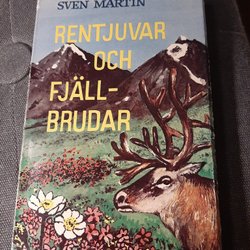 SVEN MARTIN
RENTJUVAR
OCH
FJÄLL-
BRUDAR